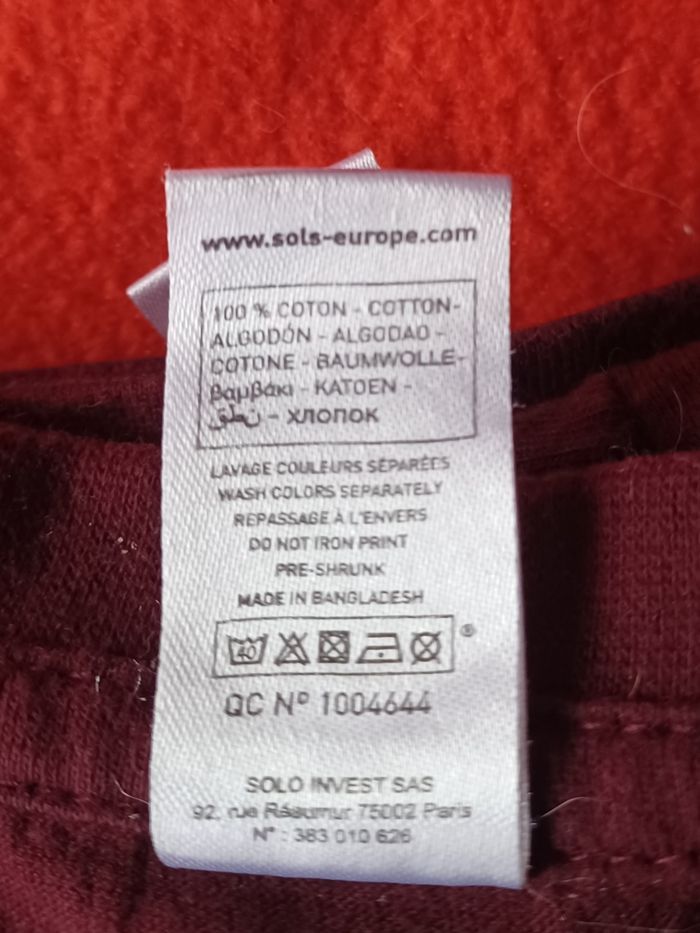 www.sols-europe.com
100 % COTON - COTTON-
ALGODÓN - ALGODAO -
COTONE - BAUMWOLLE-
βαμβάκι - KATOEN -
قطن - ХЛОПОК
LAVAGE COULEURS SÉPARÉES
WASH COLORS SEPARATELY
REPASSAGE À L'ENVERS
DO NOT IRON PRINT
PRE-SHRUNK
MADE IN BANGLADESH
40 ®
QC Nº 1004644
SOLO INVEST SAS
92, rue Réaumur 75002 Paris
N° : 383 010 626